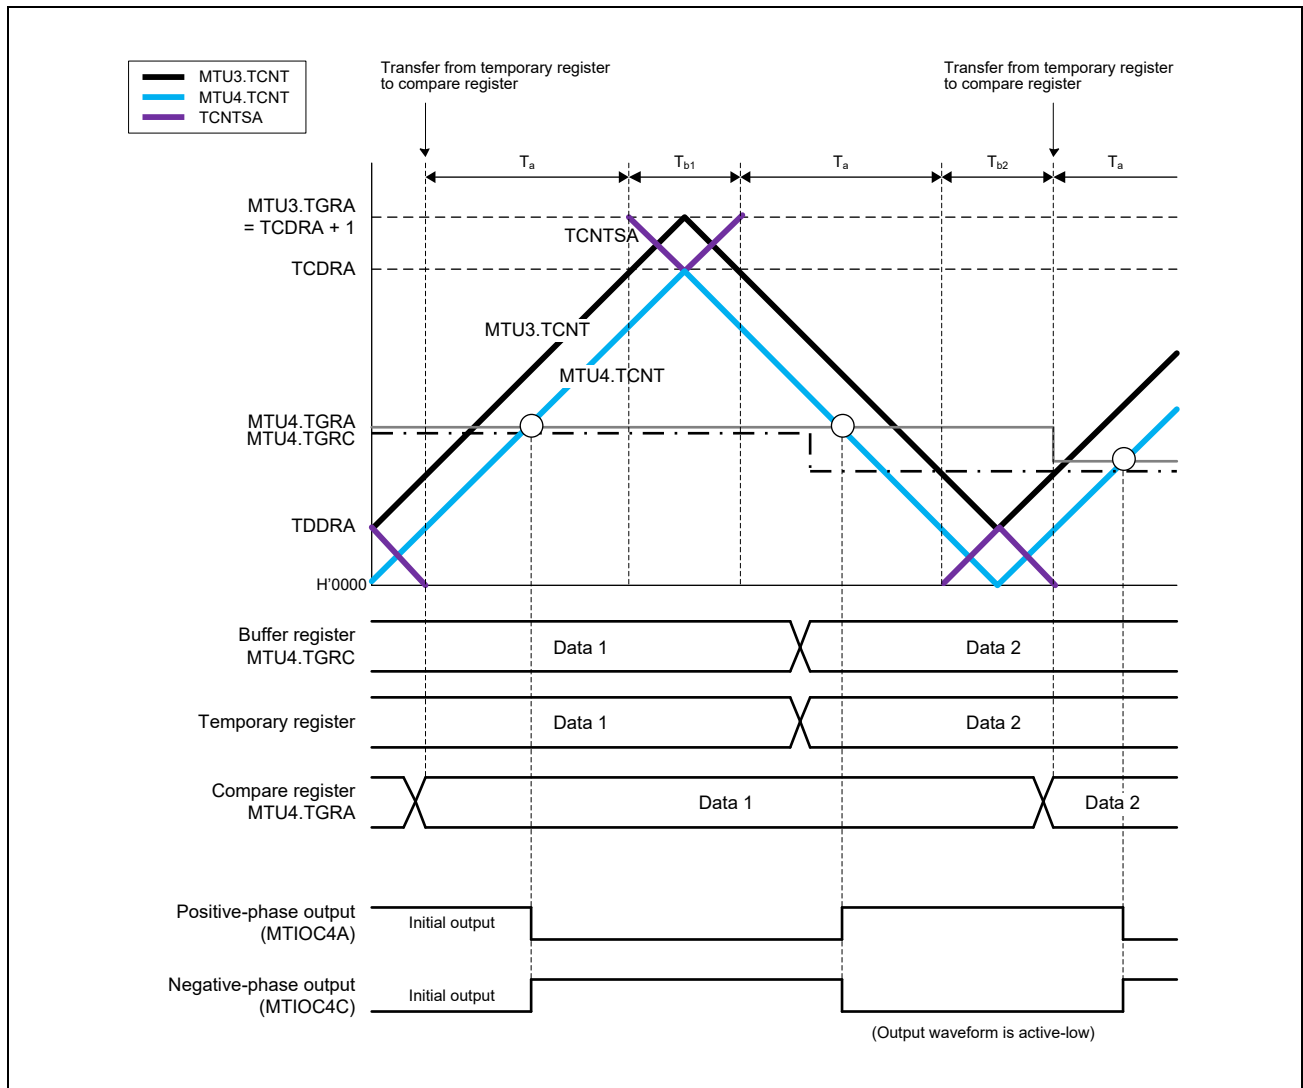 MTU3.TCNT
MTU4.TCNT
TCNTSA
Transfer from temporary register
to compare register
Transfer from temporary register
to compare register
Ta
Tb1
Ta
Tb2
Ta
MTU3.TGRA
= TCDRA + 1
TCNTSA
TCDRA
MTU3.TCNT
MTU4.TCNT
MTU4.TGRA
MTU4.TGRC
TDDRA
H'0000
Buffer register
MTU4.TGRC
Data 1
Data 2
Temporary register
Data 1
Data 2
Compare register
MTU4.TGRA
Data 1
Data 2
Positive-phase output
(MTIOC4A)
Initial output
Negative-phase output
(MTIOC4C)
Initial output
(Output waveform is active-low)